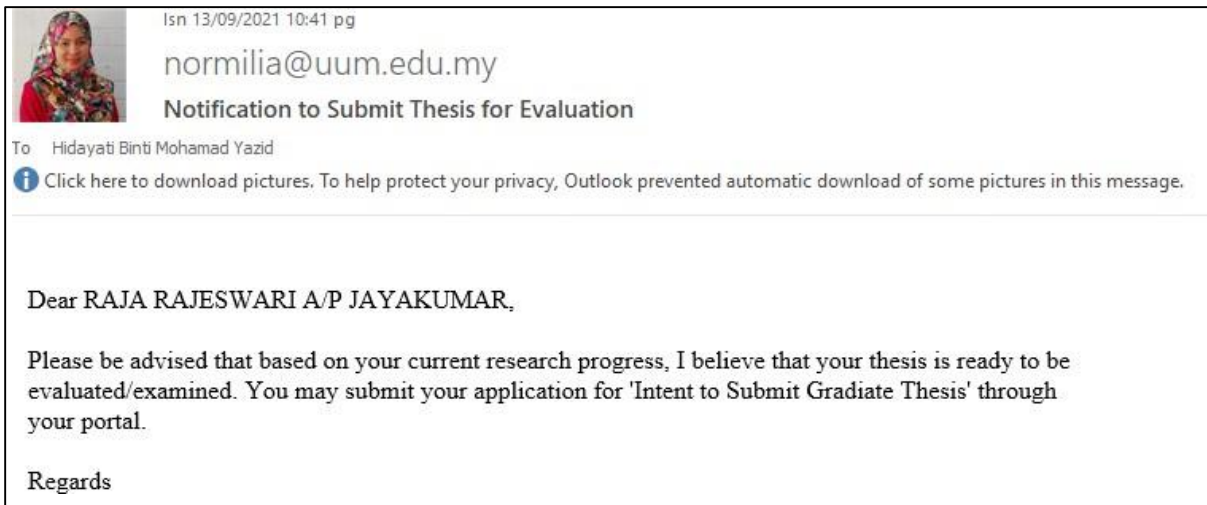 Isn 13/09/2021 10:41 pg
normilia@uum.edu.my
Notification to Submit Thesis for Evaluation
To Hidayati Binti Mohamad Yazid
Click here to download pictures. To help protect your privacy, Outlook prevented automatic download of some pictures in this message.
Dear RAJA RAJESWARI A/P JAYAKUMAR,
Please be advised that based on your current research progress, I believe that your thesis is ready to be
evaluated/examined. You may submit your application for 'Intent to Submit Gradiate Thesis' through
your portal.
Regards